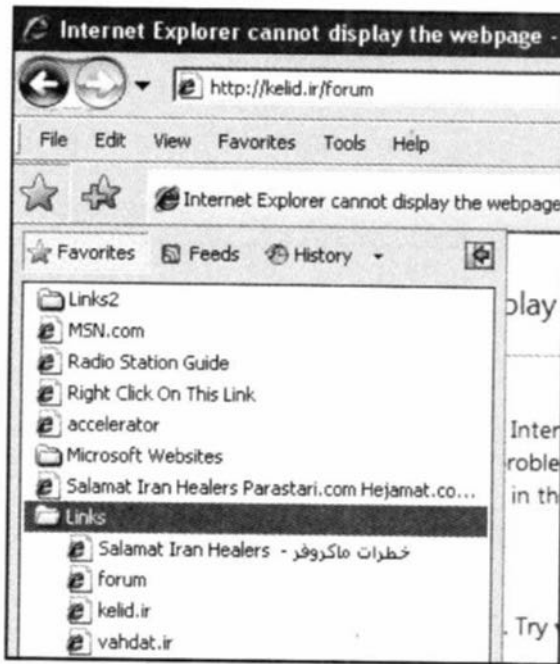 Internet Explorer cannot display the webpage -
http://kelid.ir/forum
File Edit View Favorites Tools Help
Internet Explorer cannot display the webpage
Favorites Feeds History
Links2
MSN.com
Radio Station Guide
Right Click On This Link
accelerator
Microsoft Websites
Salamat Iran Healers Parastari.com Hejamat.co...
Links
Salamat Iran Healers - خطرات ماکروفر
forum
kelid.ir
vahdat.ir
play
Inter
roble
in th
. Try